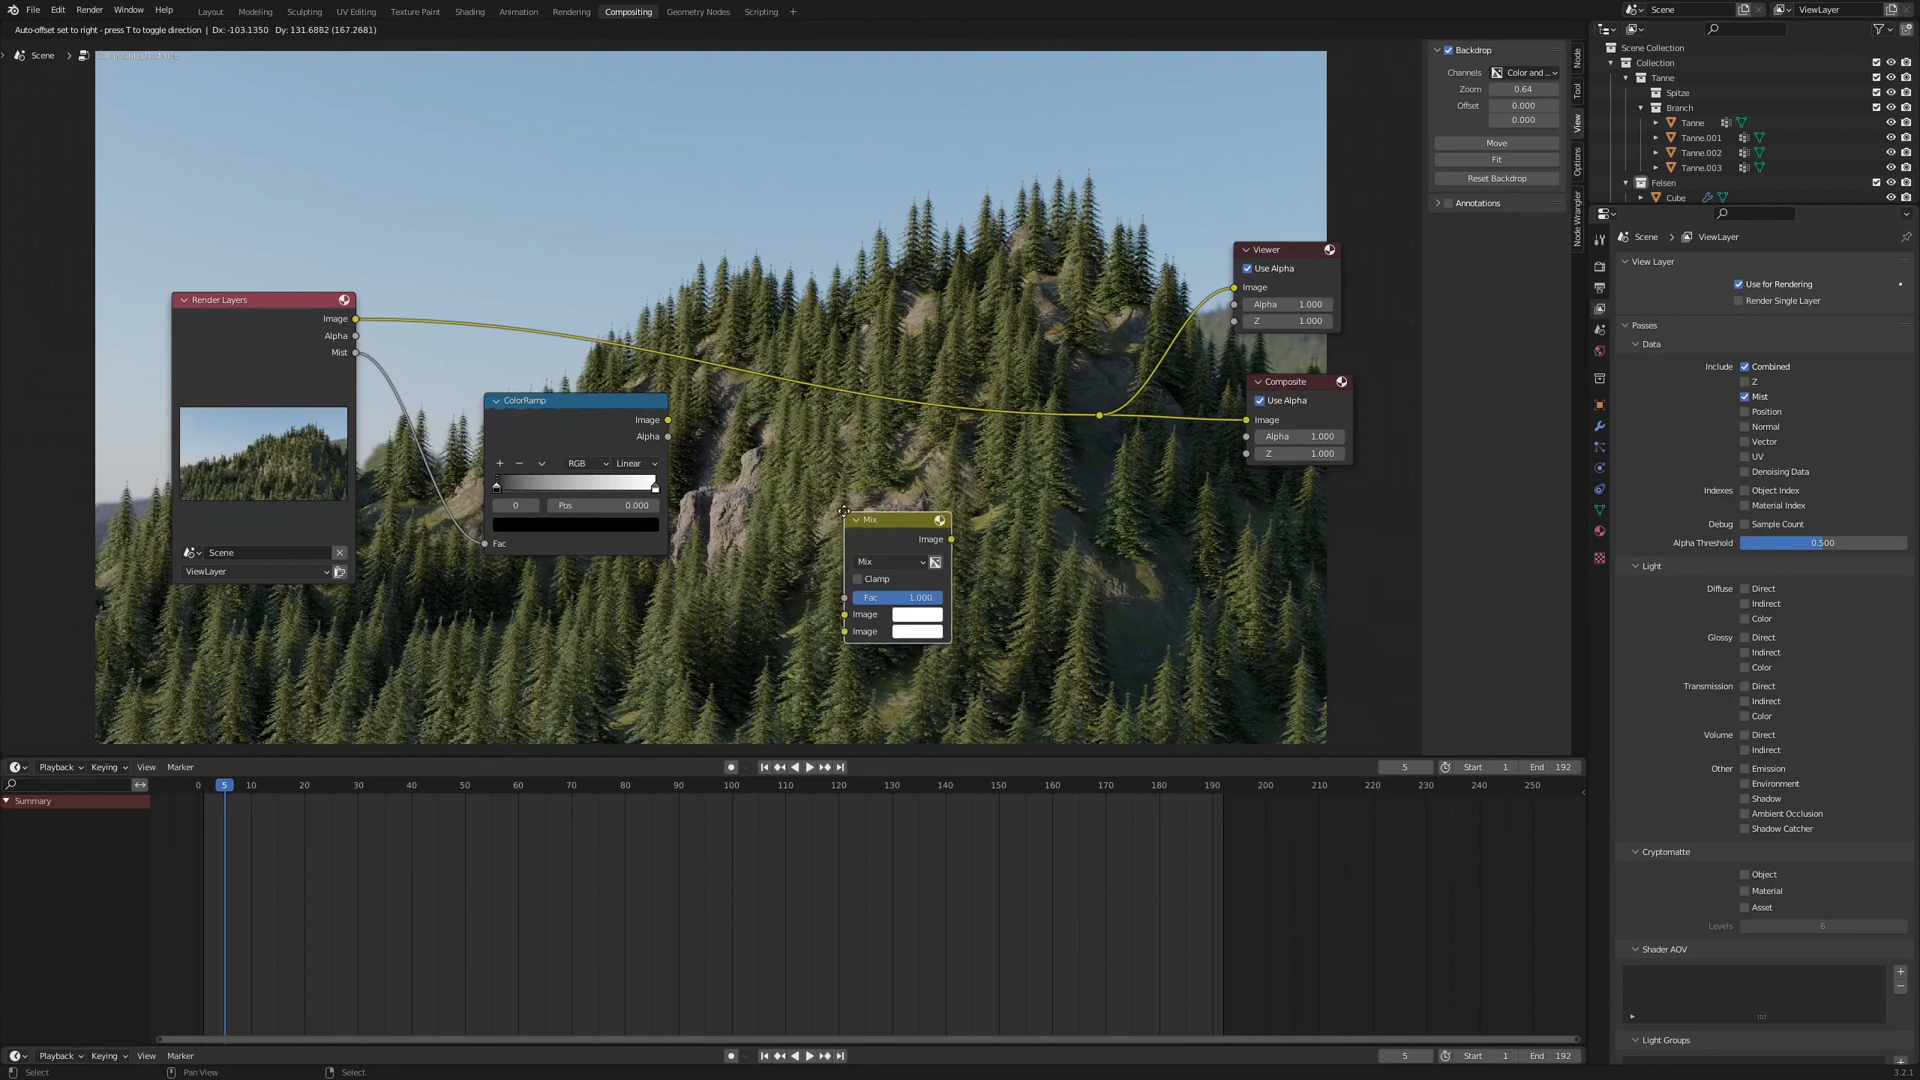 File Edit Render Window Help
Layout Modeling Sculpting UV Editing Texture Paint Shading Animation Rendering Compositing Geometry Nodes Scripting +
Scene ViewLayer
Auto-offset set to right - press T to toggle direction | Dx: -103.1350 Dy: 131.6882 (167.2681)
Scene > Compositing Nodetree
Backdrop
Channels Color and ...
Zoom 0.64
Offset 0.000
0.000
Move
Fit
Reset Backdrop
Annotations
Node
Tool
View
Options
Node Wrangler
Scene Collection
Collection
Tanne
Spitze
Branch
Tanne
Tanne.001
Tanne.002
Tanne.003
Felsen
Cube
Render Layers
Image
Alpha
Mist
Scene
ViewLayer
ColorRamp
Image
Alpha
RGB Linear
0 Pos 0.000
Fac
Mix
Image
Mix
Clamp
Fac 1.000
Image
Image
Viewer
Use Alpha
Image
Alpha 1.000
Z 1.000
Composite
Use Alpha
Image
Alpha 1.000
Z 1.000
Scene > ViewLayer
View Layer
Use for Rendering
Render Single Layer
Passes
Data
Include Combined
Z
Mist
Position
Normal
Vector
UV
Denoising Data
Indexes Object Index
Material Index
Debug Sample Count
Alpha Threshold 0.500
Light
Diffuse Direct
Indirect
Color
Glossy Direct
Indirect
Color
Transmission Direct
Indirect
Color
Volume Direct
Indirect
Other Emission
Environment
Shadow
Ambient Occlusion
Shadow Catcher
Cryptomatte
Object
Material
Asset
Levels 6
Shader AOV
Light Groups
Playback Keying View Marker 5 Start 1 End 192
0 5 10 20 30 40 50 60 70 80 90 100 110 120 130 140 150 160 170 180 190 200 210 220 230 240 250
Summary
Playback Keying View Marker 5 Start 1 End 192
Select Pan View Select 3.2.1